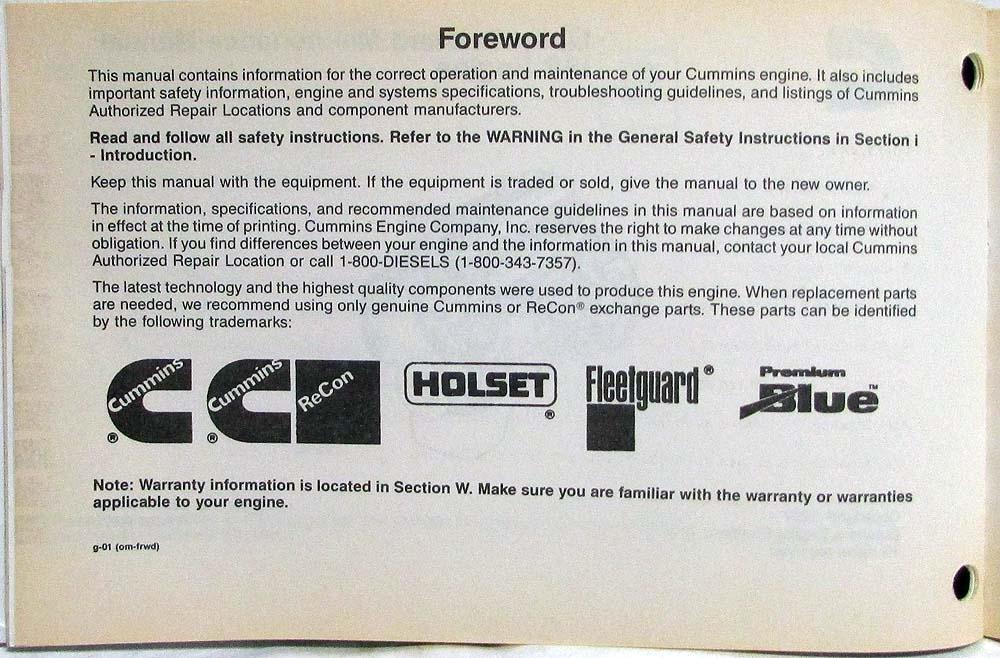 Foreword
This manual contains information for the correct operation and maintenance of your Cummins engine. It also includes
important safety information, engine and systems specifications, troubleshooting guidelines, and listings of Cummins
Authorized Repair Locations and component manufacturers.
Read and follow all safety instructions. Refer to the WARNING in the General Safety Instructions in Section i
- Introduction.
Keep this manual with the equipment. If the equipment is traded or sold, give the manual to the new owner.
The information, specifications, and recommended maintenance guidelines in this manual are based on information
in effect at the time of printing. Cummins Engine Company, Inc. reserves the right to make changes at any time without
obligation. If you find differences between your engine and the information in this manual, contact your local Cummins
Authorized Repair Location or call 1-800-DIESELS (1-800-343-7357).
The latest technology and the highest quality components were used to produce this engine. When replacement parts
are needed, we recommend using only genuine Cummins or ReCon® exchange parts. These parts can be identified
by the following trademarks:
Cummins ®
Cummins ReCon ®
HOLSET ®
Fleetguard ®
Premium
Blue ™
Note: Warranty information is located in Section W. Make sure you are familiar with the warranty or warranties
applicable to your engine.
g-01 (om-frwd)